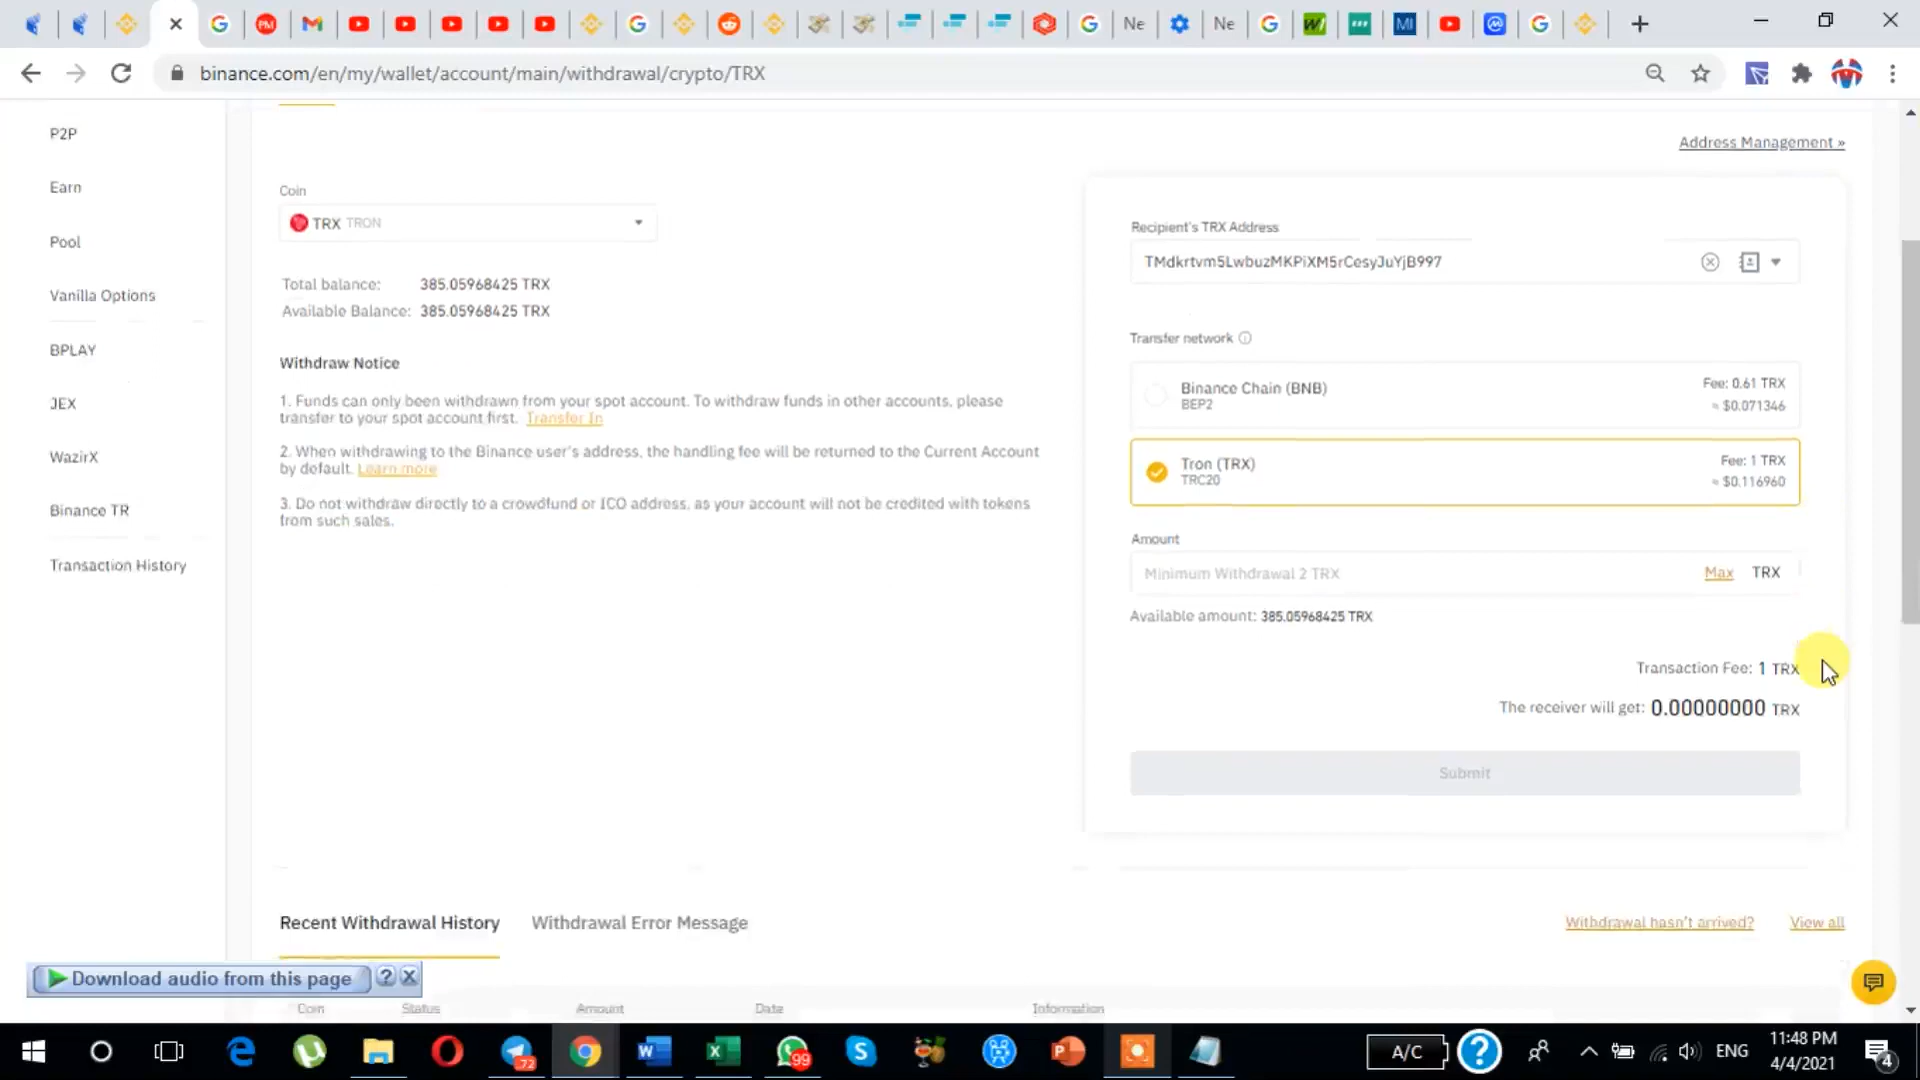 Ne
Ne
MI
binance.com/en/my/wallet/account/main/withdrawal/crypto/TRX
P2P
Earn
Pool
Vanilla Options
BPLAY
JEX
WazirX
Binance TR
Transaction History
Address Management »
Coin
TRX TRON
Total balance: 385.05968425 TRX
Available Balance: 385.05968425 TRX
Withdraw Notice
1. Funds can only been withdrawn from your spot account. To withdraw funds in other accounts, please
transfer to your spot account first. Transfer In
2. When withdrawing to the Binance user's address, the handling fee will be returned to the Current Account
by default. Learn more
3. Do not withdraw directly to a crowdfund or ICO address, as your account will not be credited with tokens
from such sales.
Recipient's TRX Address
TMdkrtvm5LwbuzMKPiXM5rCesyJuYjB997
Transfer network
Binance Chain (BNB)
BEP2
Fee: 0.61 TRX
≈ $0.071346
Tron (TRX)
TRC20
Fee: 1 TRX
≈ $0.116960
Amount
Minimum Withdrawal 2 TRX
Max TRX
Available amount: 385.05968425 TRX
Transaction Fee: 1 TRX
The receiver will get: 0.00000000 TRX
Submit
Recent Withdrawal History
Withdrawal Error Message
Withdrawal hasn't arrived?
View all
Download audio from this page
Coin
Status
Amount
Date
Information
72
99
A/C
ENG
11:48 PM
4/4/2021
4